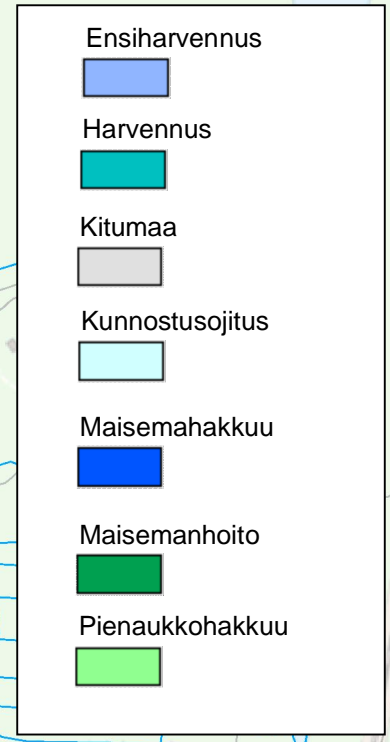 Ensiharvennus
Harvennus
Kitumaa
Kunnostusojitus
Maisemahakkuu
Maisemanhoito
Pienaukkohakkuu